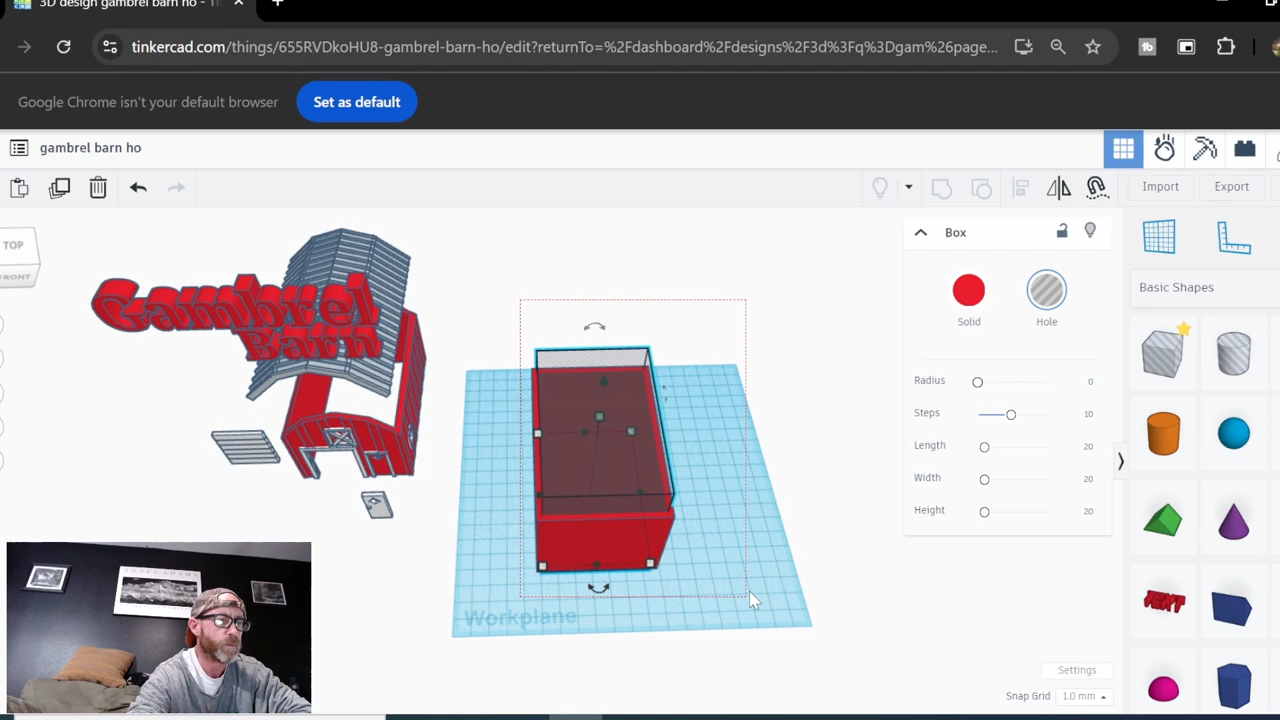 3D design gambrel barn ho - Ti
tinkercad.com/things/655RVDkoHU8-gambrel-barn-ho/edit?returnTo=%2Fdashboard%2Fdesigns%2F3d%3Fq%3Dgam%26page...
Google Chrome isn't your default browser
Set as default
gambrel barn ho
Import
Export
TOP
FRONT
Gambrel
Barn
Workplane
Box
Solid
Hole
Radius 0
Steps 10
Length 20
Width 20
Height 20
Basic Shapes
TEXT
Settings
Snap Grid 1.0 mm